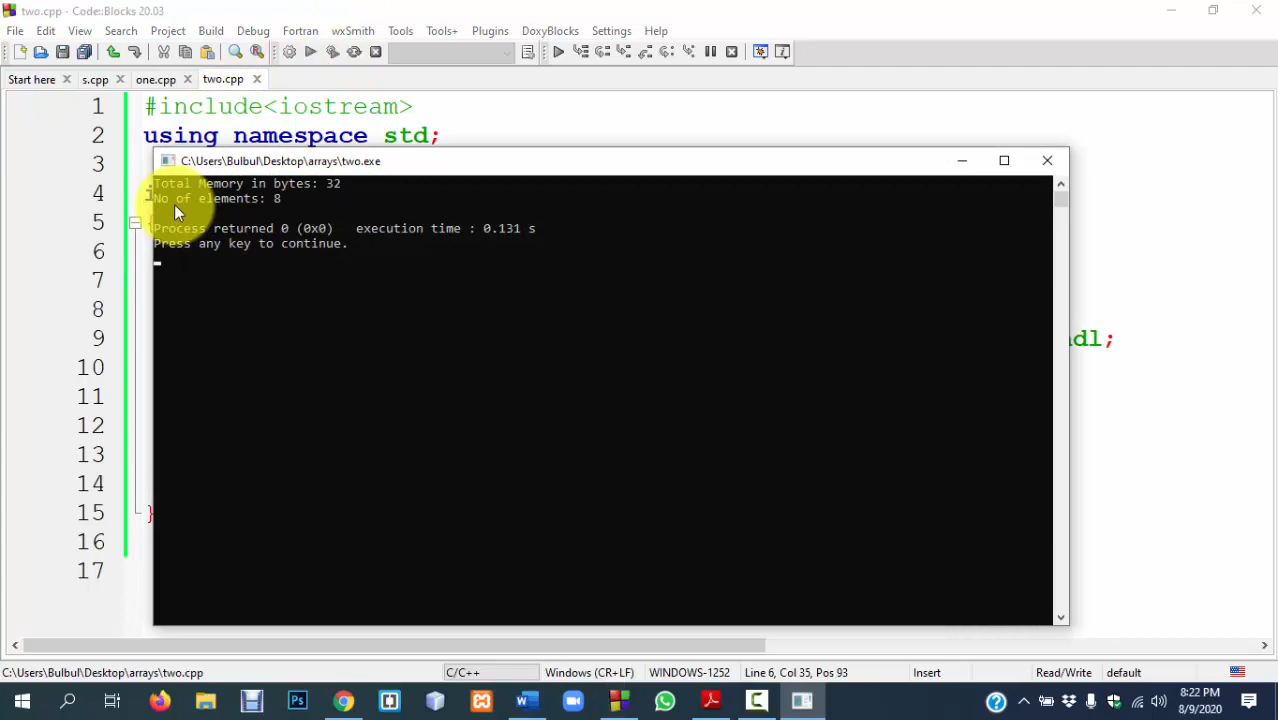 two.cpp - Code::Blocks 20.03
File Edit View Search Project Build Debug Fortran wxSmith Tools Tools+ Plugins DoxyBlocks Settings Help
Start here s.cpp one.cpp two.cpp
1 #include<iostream>
2 using namespace std;
C:\Users\Bulbul\Desktop\arrays\two.exe
3
Total Memory in bytes: 32
4 i
No of elements: 8
5 {
Process returned 0 (0x0) execution time : 0.131 s
Press any key to continue.
6
7
8
9 ndl;
10
11
12
13
14
15 }
16
17
C:\Users\Bulbul\Desktop\arrays\two.cpp C/C++ Windows (CR+LF) WINDOWS-1252 Line 6, Col 35, Pos 93 Insert Read/Write default
8:22 PM
8/9/2020